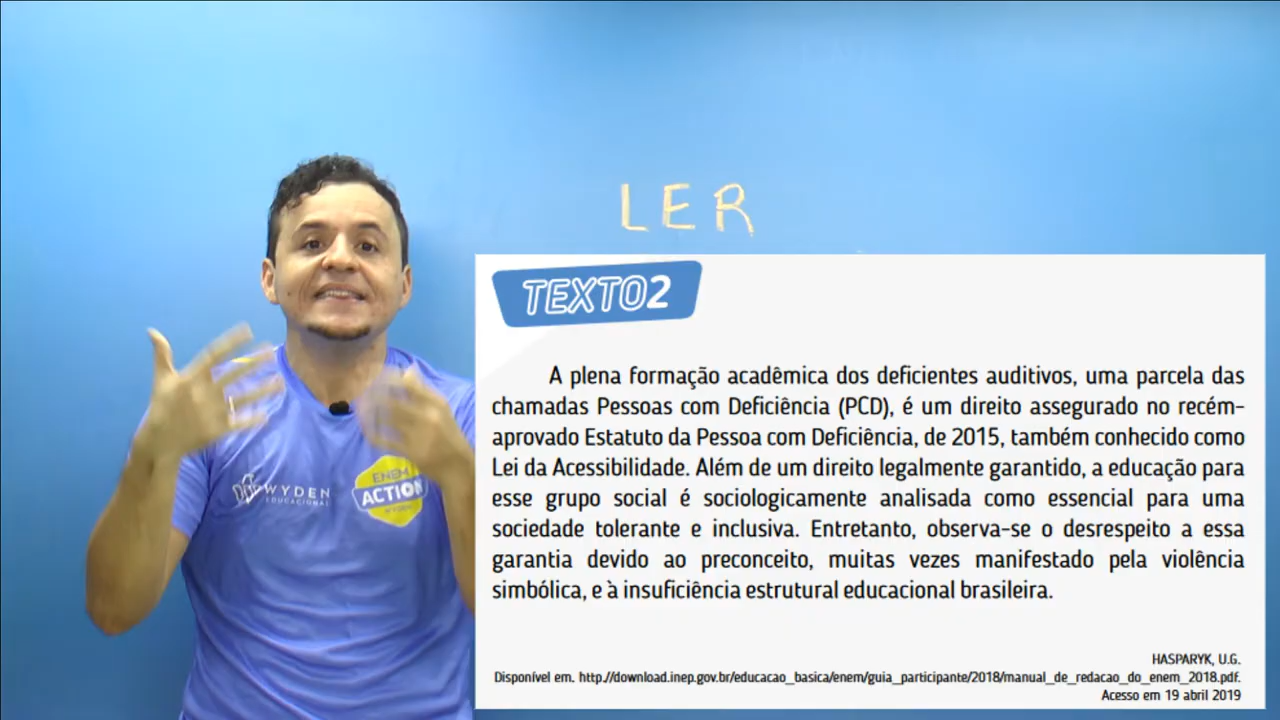 LER
TEXTO2
A plena formação acadêmica dos deficientes auditivos, uma parcela das
chamadas Pessoas com Deficiência (PCD), é um direito assegurado no recém-
aprovado Estatuto da Pessoa com Deficiência, de 2015, também conhecido como
Lei da Acessibilidade. Além de um direito legalmente garantido, a educação para
esse grupo social é sociologicamente analisada como essencial para uma
sociedade tolerante e inclusiva. Entretanto, observa-se o desrespeito a essa
garantia devido ao preconceito, muitas vezes manifestado pela violência
simbólica, e à insuficiência estrutural educacional brasileira.
HASPARYK, U.G.
Disponível em. http://download.inep.gov.br/educacao_basica/enem/guia_participante/2018/manual_de_redacao_do_enem_2018.pdf.
Acesso em 19 abril 2019
WYDEN
EDUCACIONAL
ENEM
ACTION